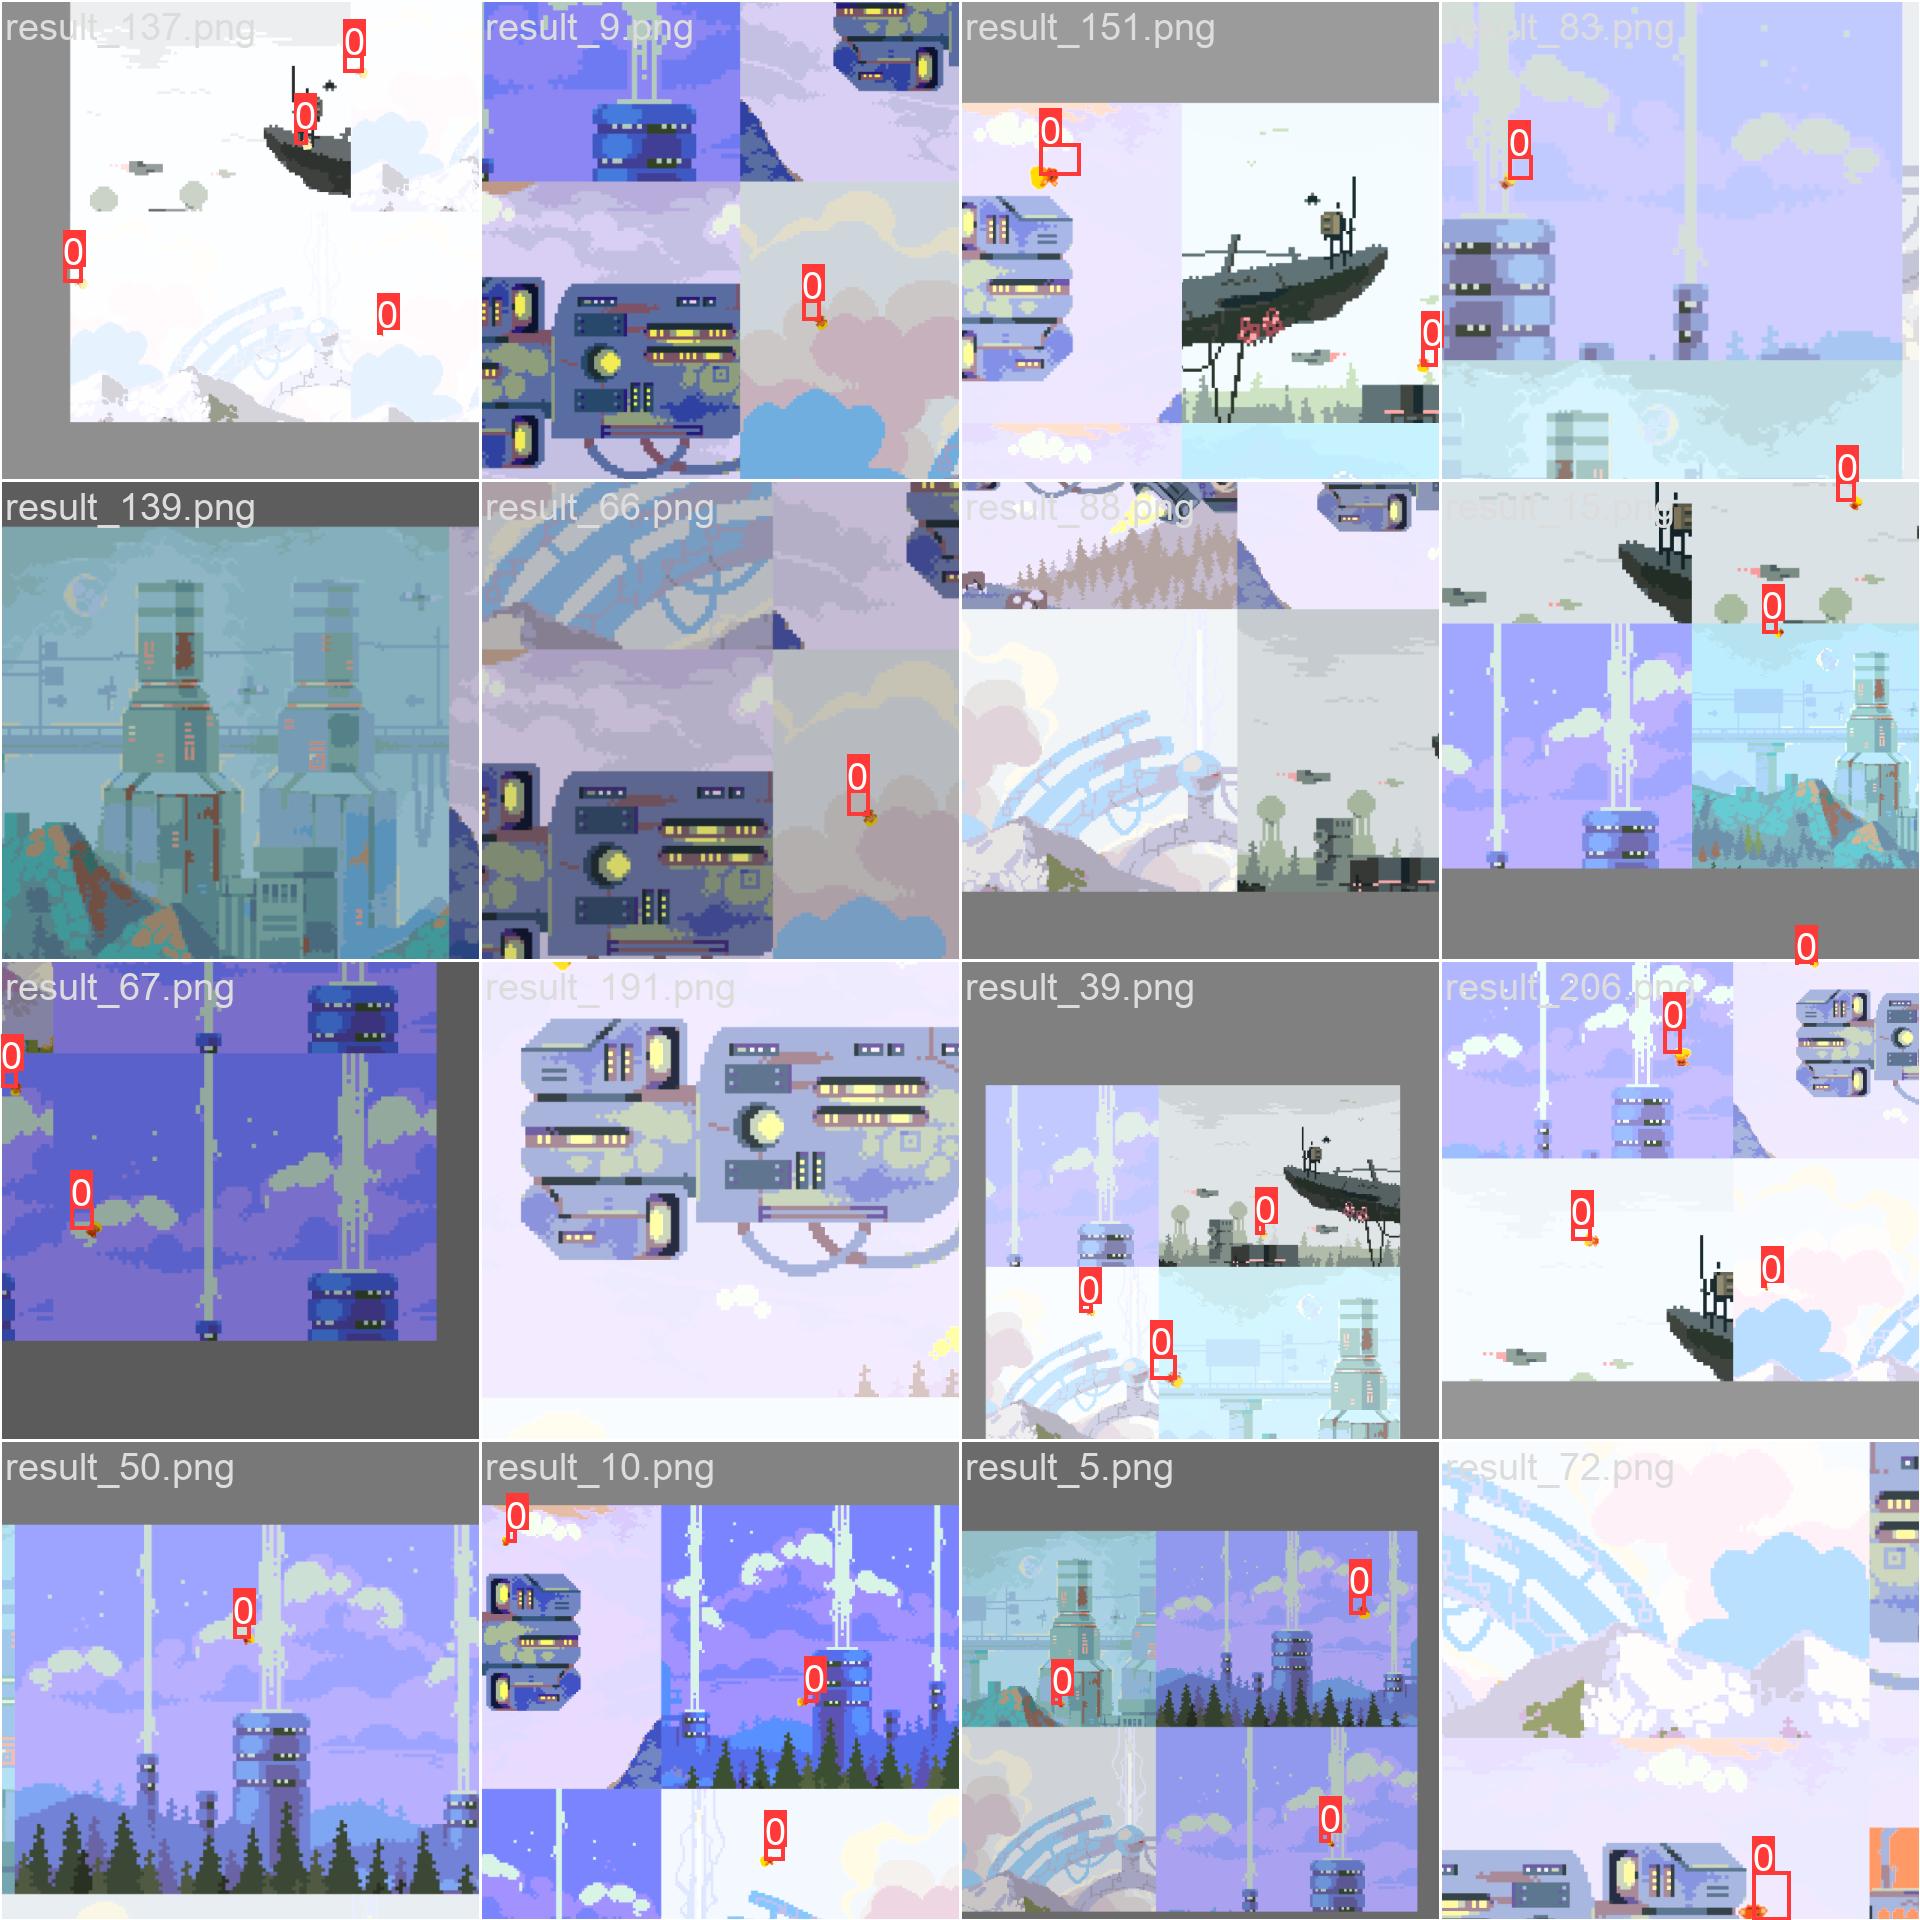 result_137.png
0
0
0
0
result_9.png
0
result_151.png
0
0
result_83.png
0
0
result_139.png
result_66.png
0
result_88.png
result_15.png
0
0
result_67.png
0
0
result_191.png
result_39.png
0
0
0
result_206.png
0
0
0
result_50.png
0
result_10.png
0
0
0
result_5.png
0
0
0
result_72.png
0